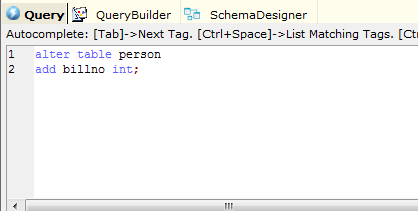 Query QueryBuilder SchemaDesigner
Autocomplete: [Tab]->Next Tag. [Ctrl+Space]->List Matching Tags. [Ct
1 alter table person
2 add billno int;